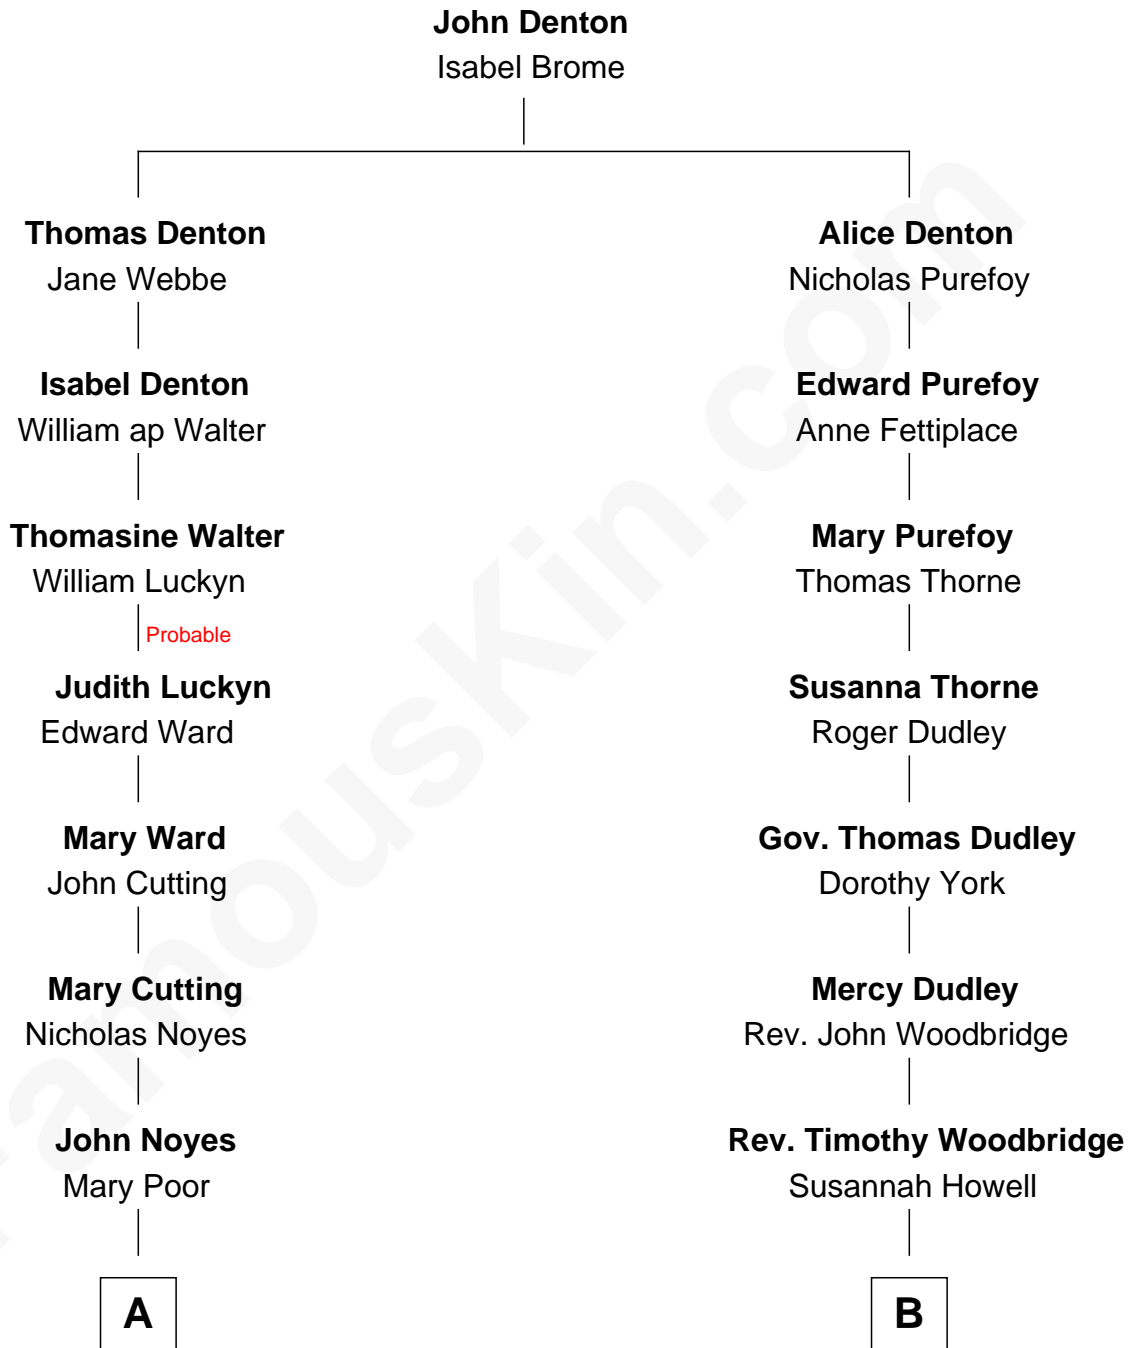 John Denton
Isabel Brome
Thomas Denton
Jane Webbe
Alice Denton
Nicholas Purefoy
Isabel Denton
William ap Walter
Edward Purefoy
Anne Fettiplace
Thomasine Walter
William Luckyn
Mary Purefoy
Thomas Thorne
Probable
Judith Luckyn
Edward Ward
Susanna Thorne
Roger Dudley
Mary Ward
John Cutting
Gov. Thomas Dudley
Dorothy York
Mary Cutting
Nicholas Noyes
Mercy Dudley
Rev. John Woodbridge
John Noyes
Mary Poor
Rev. Timothy Woodbridge
Susannah Howell
A
B
FamousKin.com